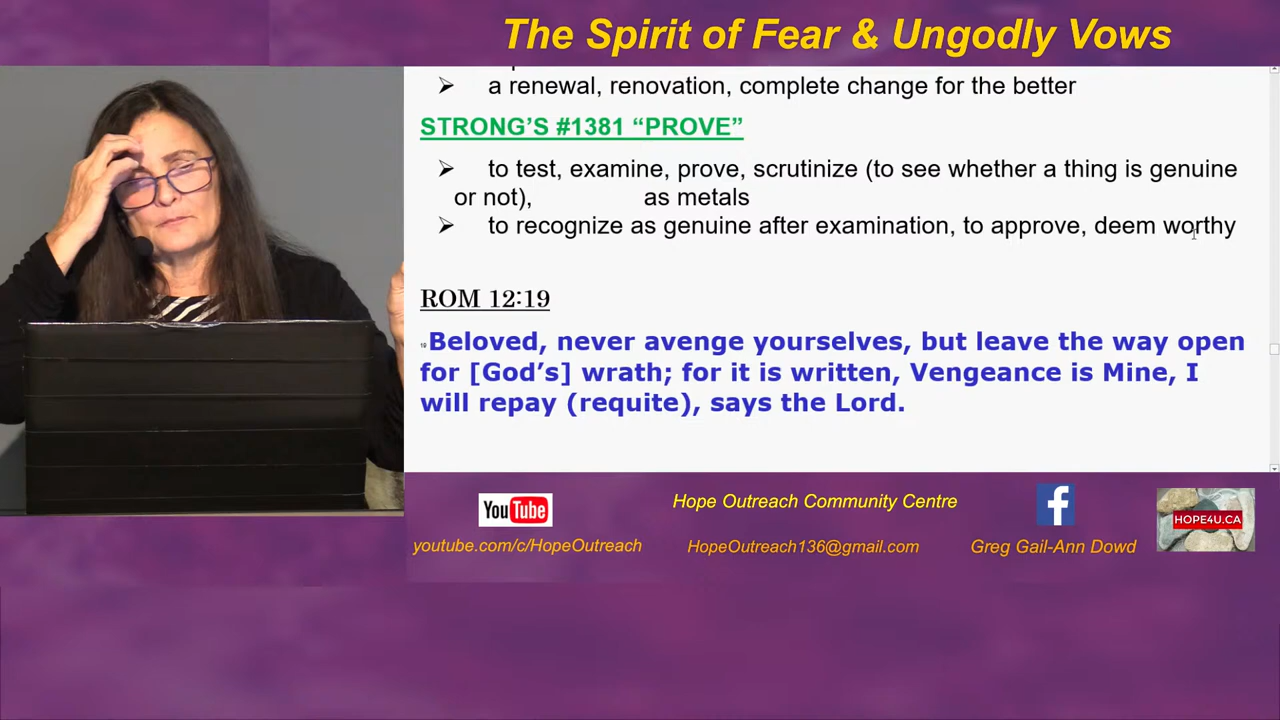 The Spirit of Fear & Ungodly Vows
➢ a renewal, renovation, complete change for the better
STRONG'S #1381 “PROVE”
➢ to test, examine, prove, scrutinize (to see whether a thing is genuine
or not), as metals
➢ to recognize as genuine after examination, to approve, deem worthy
ROM 12:19
19 Beloved, never avenge yourselves, but leave the way open
for [God's] wrath; for it is written, Vengeance is Mine, I
will repay (requite), says the Lord.
YouTube
Hope Outreach Community Centre
f
HOPE4U.CA
youtube.com/c/HopeOutreach
HopeOutreach136@gmail.com
Greg Gail-Ann Dowd